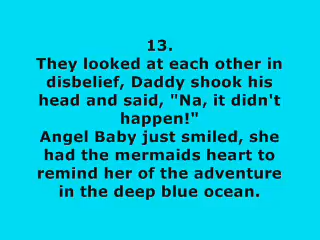 13.
They looked at each other in
disbelief, Daddy shook his
head and said, "Na, it didn't
happen!"
Angel Baby just smiled, she
had the mermaids heart to
remind her of the adventure
in the deep blue ocean.